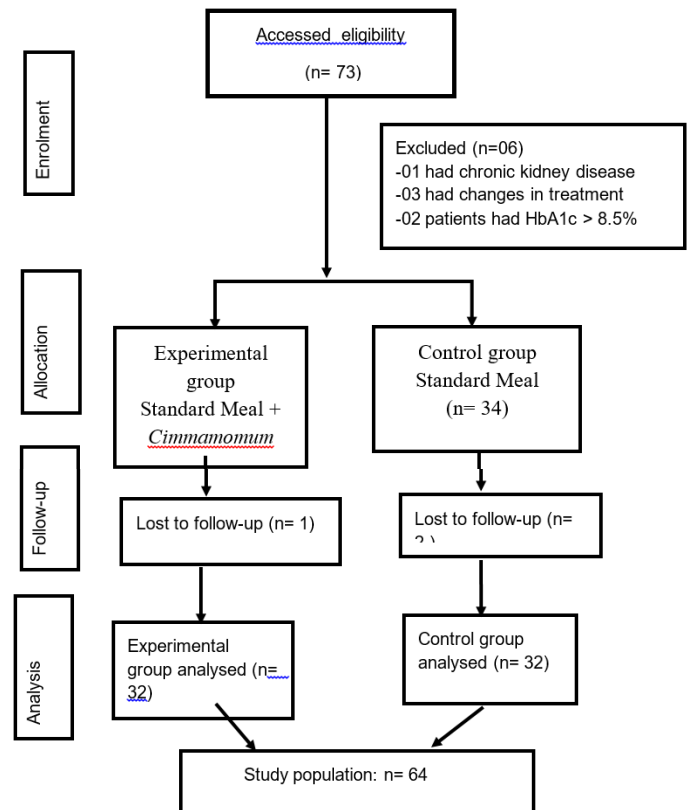 Accessed eligibility
(n= 73)
Enrolment
Excluded (n=06)
-01 had chronic kidney disease
-03 had changes in treatment
-02 patients had HbA1c > 8.5%
Allocation
Experimental
group
Standard Meal +
Cimmamomum
Control group
Standard Meal
(n= 34)
Follow-up
Lost to follow-up (n= 1)
Lost to follow-up (n=
Analysis
Experimental
group analysed (n=
32)
Control group
analysed (n= 32)
Study population: n= 64